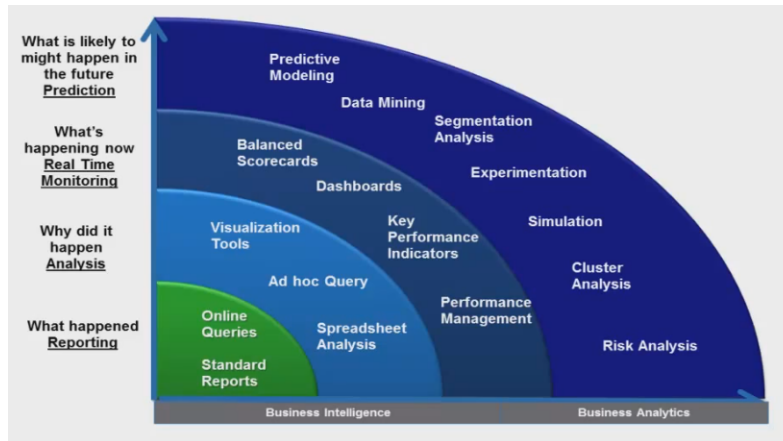 What is likely to
might happen in
the future
Prediction
What's
happening now
Real Time
Monitoring
Why did it
happen
Analysis
What happened
Reporting
Predictive
Modeling
Data Mining
Segmentation
Analysis
Experimentation
Simulation
Cluster
Analysis
Risk Analysis
Balanced
Scorecards
Dashboards
Key
Performance
Indicators
Performance
Management
Visualization
Tools
Ad hoc Query
Spreadsheet
Analysis
Online
Queries
Standard
Reports
Business Intelligence
Business Analytics